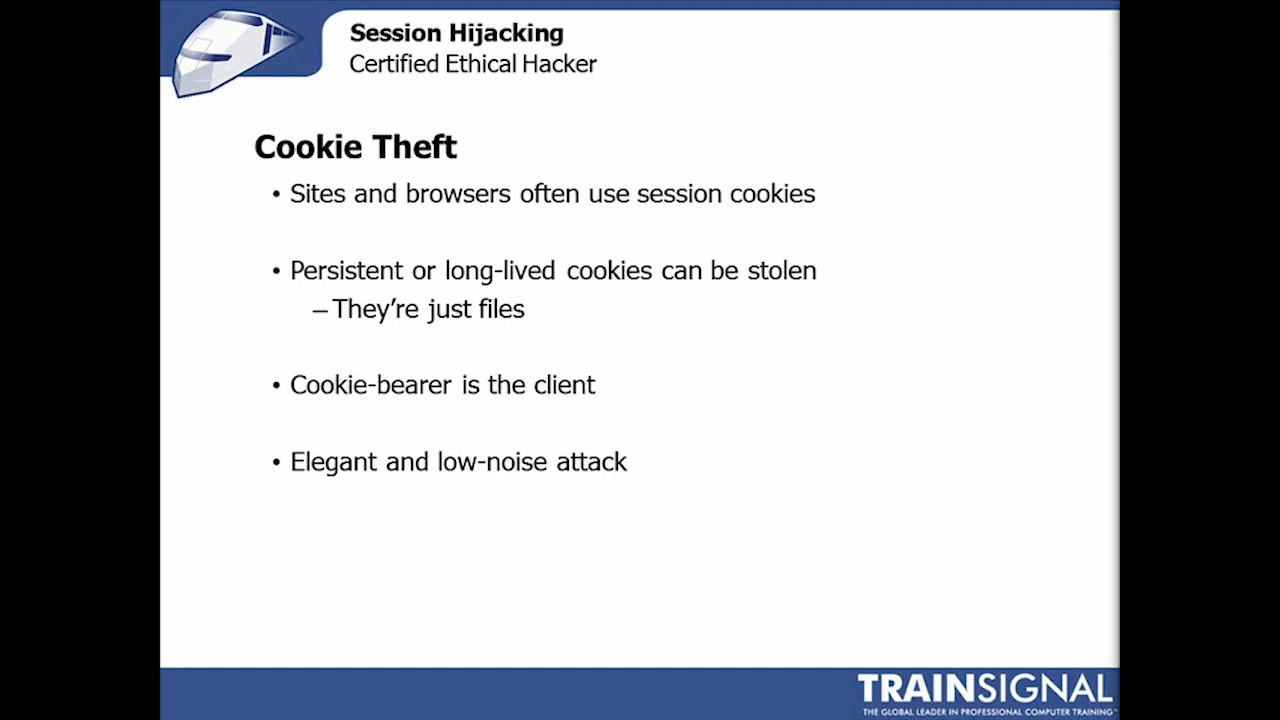 Session Hijacking
Certified Ethical Hacker
Cookie Theft
• Sites and browsers often use session cookies
• Persistent or long-lived cookies can be stolen
– They're just files
• Cookie-bearer is the client
• Elegant and low-noise attack
TRAINSIGNAL
THE GLOBAL LEADER IN PROFESSIONAL COMPUTER TRAINING